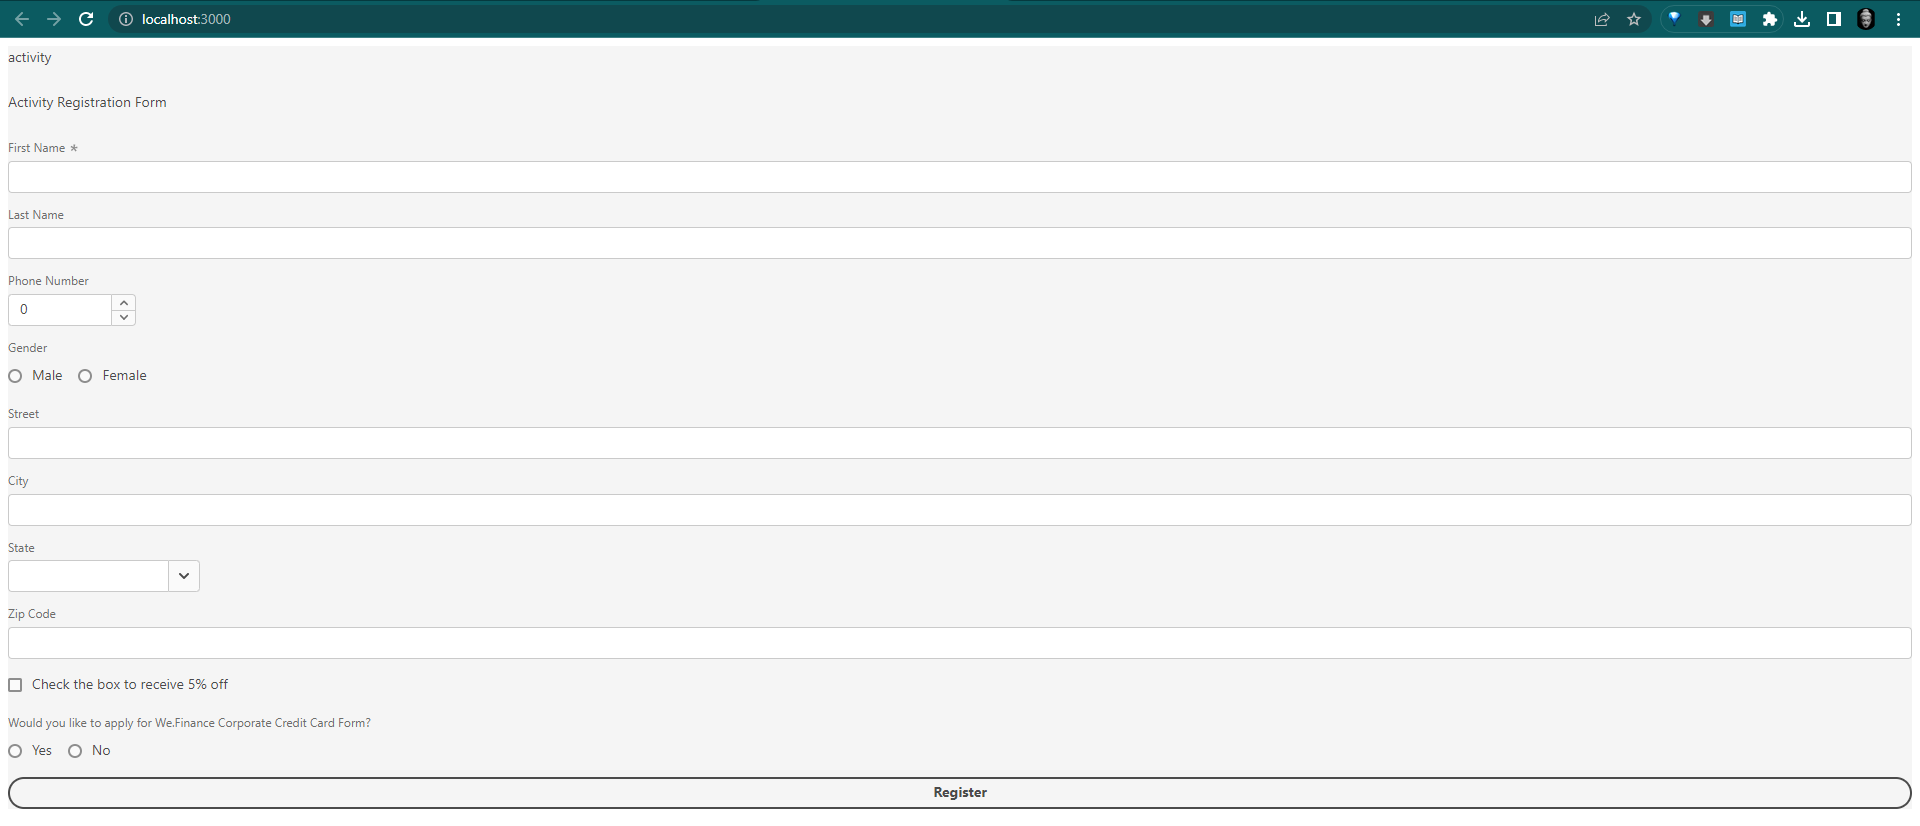 localhost:3000
activity
Activity Registration Form
First Name *
Last Name
Phone Number
0
Gender
Male Female
Street
City
State
Zip Code
Check the box to receive 5% off
Would you like to apply for We.Finance Corporate Credit Card Form?
Yes No
Register